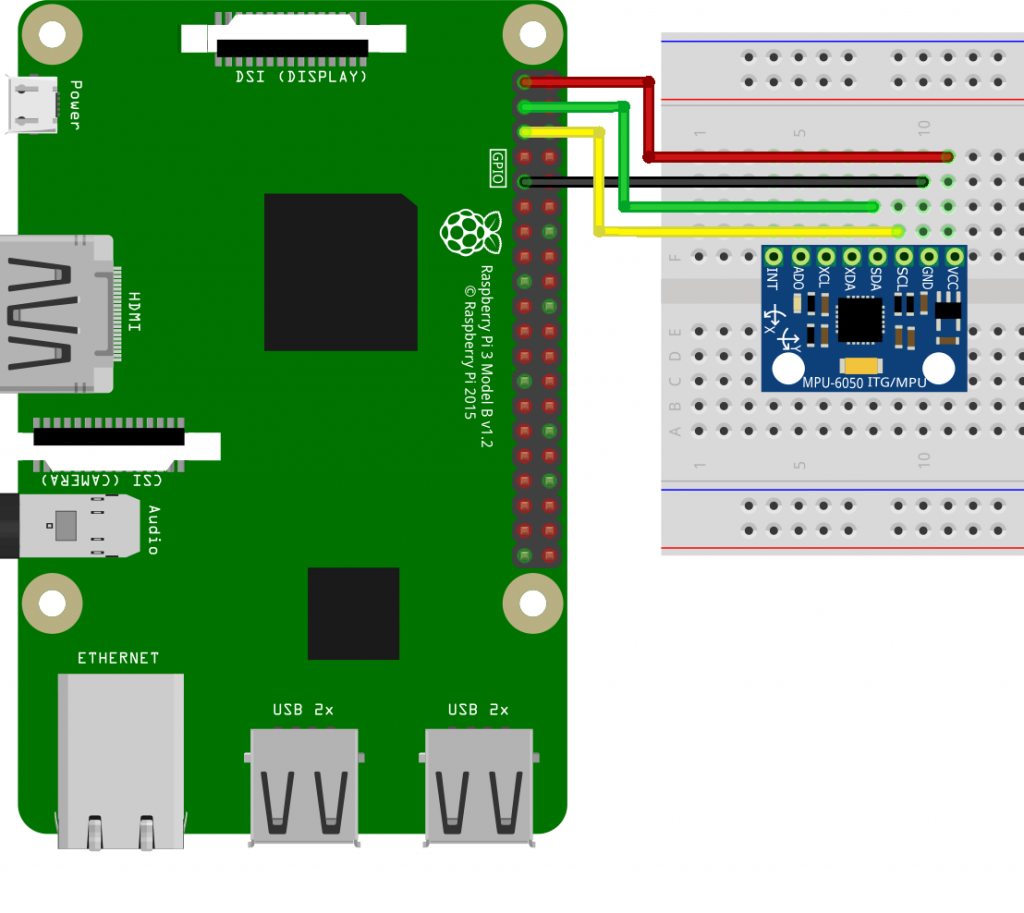 DSI (DISPLAY)
Power
GPIO
HDMI
Raspberry Pi 3 Model B v1.2
© Raspberry Pi 2015
CSI (CAMERA)
Audio
ETHERNET
USB 2x
USB 2x
1
5
10
F
INT
AD0
XCL
XDA
SDA
SCL
GND
VCC
X
Y
MPU-6050 ITG/MPU
E
D
C
B
A
1
5
10